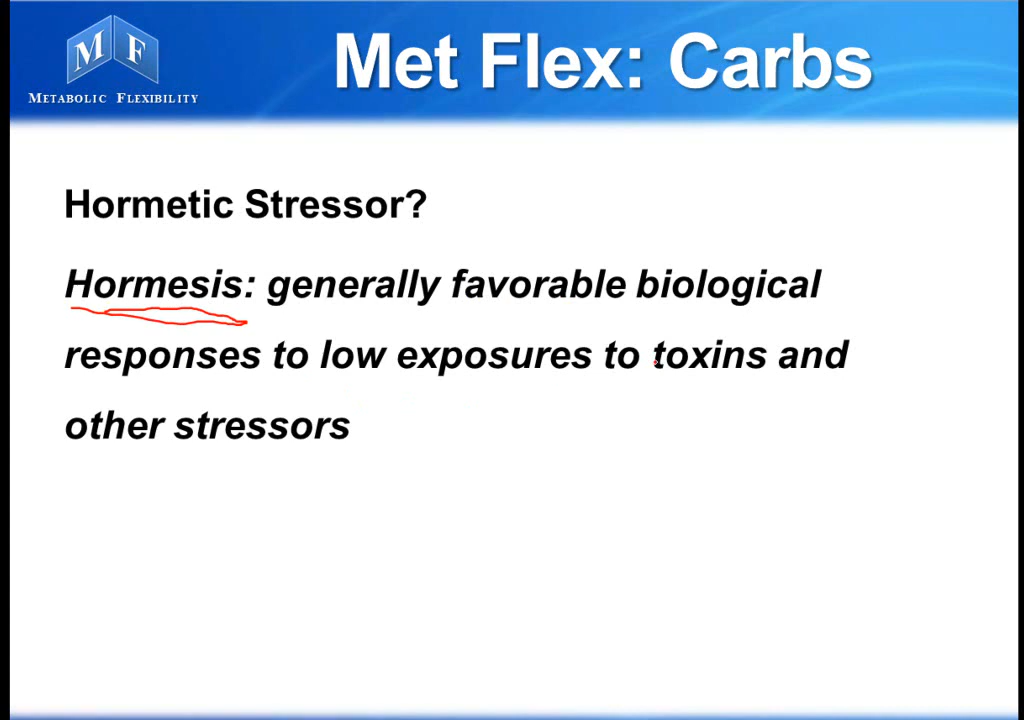 M F
METABOLIC FLEXIBILITY
Met Flex: Carbs
Hormetic Stressor?
Hormesis: generally favorable biological
responses to low exposures to toxins and
other stressors